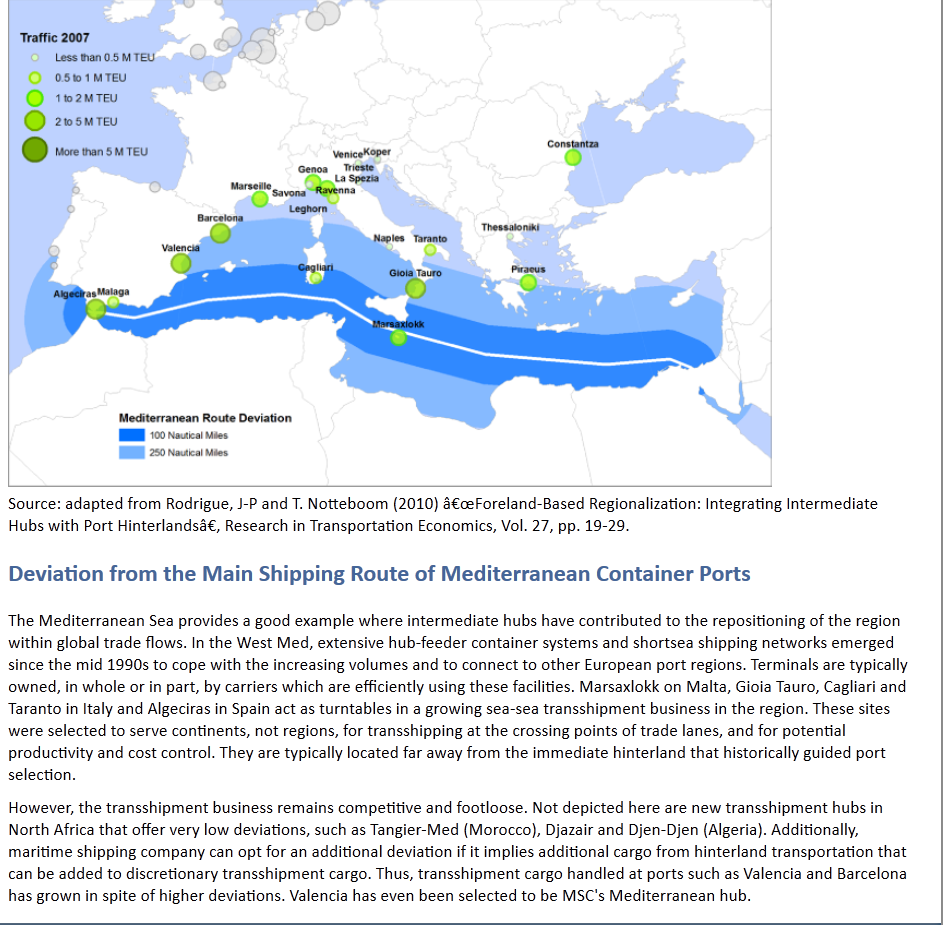 Traffic 2007
Less than 0.5 M TEU
0.5 to 1 M TEU
1 to 2 M TEU
2 to 5 M TEU
More than 5 M TEU
Constantza
Venice
Koper
Genoa
Trieste
La Spezia
Marseille
Savona
Ravenna
Leghorn
Barcelona
Thessaloniki
Naples
Taranto
Valencia
Cagliari
Gioia Tauro
Piraeus
Algeciras
Malaga
Marsaxlokk
Mediterranean Route Deviation
100 Nautical Miles
250 Nautical Miles
Source: adapted from Rodrigue, J-P and T. Notteboom (2010) â€œForeland-Based Regionalization: Integrating Intermediate
Hubs with Port Hinterlandsâ€, Research in Transportation Economics, Vol. 27, pp. 19-29.
Deviation from the Main Shipping Route of Mediterranean Container Ports
The Mediterranean Sea provides a good example where intermediate hubs have contributed to the repositioning of the region
within global trade flows. In the West Med, extensive hub-feeder container systems and shortsea shipping networks emerged
since the mid 1990s to cope with the increasing volumes and to connect to other European port regions. Terminals are typically
owned, in whole or in part, by carriers which are efficiently using these facilities. Marsaxlokk on Malta, Gioia Tauro, Cagliari and
Taranto in Italy and Algeciras in Spain act as turntables in a growing sea-sea transshipment business in the region. These sites
were selected to serve continents, not regions, for transshipping at the crossing points of trade lanes, and for potential
productivity and cost control. They are typically located far away from the immediate hinterland that historically guided port
selection.
However, the transshipment business remains competitive and footloose. Not depicted here are new transshipment hubs in
North Africa that offer very low deviations, such as Tangier-Med (Morocco), Djazair and Djen-Djen (Algeria). Additionally,
maritime shipping company can opt for an additional deviation if it implies additional cargo from hinterland transportation that
can be added to discretionary transshipment cargo. Thus, transshipment cargo handled at ports such as Valencia and Barcelona
has grown in spite of higher deviations. Valencia has even been selected to be MSC's Mediterranean hub.